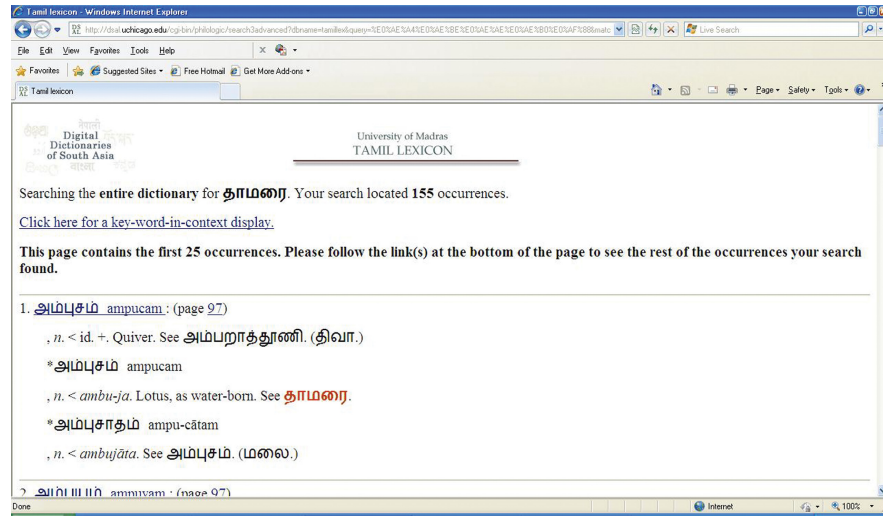 Tamil lexicon - Windows Internet Explorer
http://dsal.uchicago.edu/cgi-bin/philologic/search3advanced?dbname=tamillex&query=%E0%AE%A4%E0%AE%BE%E0%AE%AE%E0%AE%B0%E0%AF%88&matc
Live Search
File Edit View Favorites Tools Help
Favorites Suggested Sites Free Hotmail Get More Add-ons
Tamil lexicon
Page Safety Tools
Digital
Dictionaries
of South Asia
University of Madras
TAMIL LEXICON
Searching the entire dictionary for தாமரை. Your search located 155 occurrences.
Click here for a key-word-in-context display.
This page contains the first 25 occurrences. Please follow the link(s) at the bottom of the page to see the rest of the occurrences your search
found.
1. அம்புசம் ampucam : (page 97)
, n. < id. +. Quiver. See அம்பறாத்தூணி. (திவா.)
*அம்புசம் ampucam
, n. < ambu-ja. Lotus, as water-born. See தாமரை.
*அம்புசாதம் ampu-cātam
, n. < ambujāta. See அம்புசம். (மலை.)
2. அம்புயம் ampuyam : (page 97)
Done
Internet
100%